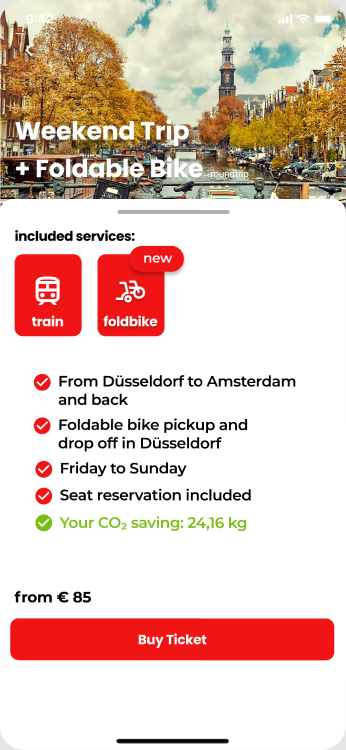 9:42
Weekend Trip
+ Foldable Bike roundtrip
included services:
new
train
foldbike
From Düsseldorf to Amsterdam
and back
Foldable bike pickup and
drop off in Düsseldorf
Friday to Sunday
Seat reservation included
Your CO₂ saving: 24,16 kg
from € 85
Buy Ticket